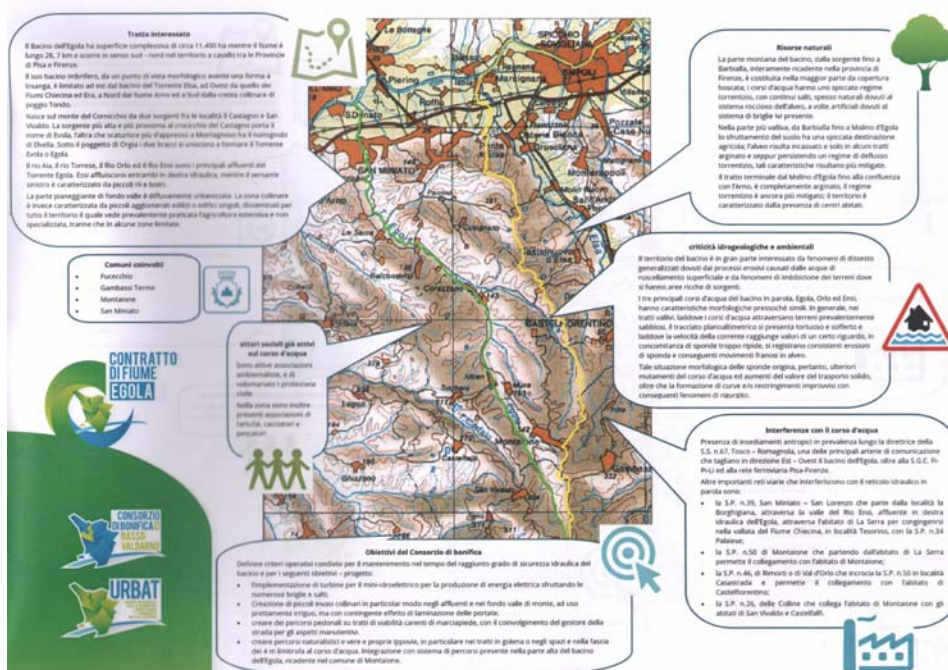 Tratto interessato
Il Bacino dell'Egola ha superficie complessiva di circa 11.400 ha mentre il fiume è
lungo 28, 7 km e scorre in senso sud – nord nel territorio a cavallo tra le Provincie
di Pisa e Firenze.
Il suo bacino imbrifero, da un punto di vista morfologico avente una forma a
losanga, è limitato ad est dal bacino del Torrente Elsa, ad Ovest da quello dei
Fiumi Chiecina ed Era, a Nord dal fiume Arno ed a Sud dalla cresta collinare di
poggio Tondo.
Nasce sul monte del Cornocchio da due sorgenti fra le località Il Castagno e San
Vivaldo. La sorgente più alta e più prossima al crocicchio del Castagno porta il
nome di Evola, l'altra che scaturisce più d'appresso a Montagnosa ha il nomignolo
di Elvella. Sotto il poggetto di Orgia i due bracci si uniscono a formare il Torrente
Evola o Egola.
Il rio Aia, il rio Torrese, il Rio Orlo ed il Rio Ensi sono i principali affluenti del
Torrente Egola. Essi affluiscono entrambi in destra idraulica, mentre il versante
sinistro è caratterizzato da piccoli rii e botri.
La parte pianeggiante di fondo valle è diffusamente urbanizzata. La zona collinare
è invece caratterizzata da piccoli agglomerati edilizi o edifici singoli, disseminati per
tutto il territorio il quale vede prevalente praticata l'agricoltura estensiva e non
specializzata, tranne che in alcune zone limitate.
Comuni coinvolti
• Fucecchio
• Gambassi Terme
• Montaione
• San Miniato
attori sociali già attivi
sul corso d'acqua
Sono attive associazioni
ambientaliste, e di
volontariato i protezione
civile
Nella zona sono inoltre
presenti associazioni di
tartufai, cacciatori e
pescatori
CONTRATTO
DI FIUME
EGOLA
CONSORZIO
DI BONIFICA 4
BASSO
VALDARNO
URBAT
Le Botteghe
SPICCHIO
SOVIGLIANA
EMPOLI
Pierino
Marcignana
Roffia
SAN MINIATO
Monterappoli
La Serra
Corazzano
CASTELFIORENTINO
Montaione
Ghizzano
Obiettivi del Consorzio di bonifica
Definire criteri operativi condivisi per il mantenimento nel tempo del raggiunto grado di sicurezza idraulica del
bacino e per i seguenti obiettivi – progetto:
• l'implementazione di turbine per il mini-idroelettrico per la produzione di energia elettrica sfruttando le
numerose briglie e salti;
• Creazione di piccoli invasi collinari in particolar modo negli affluenti e nei fondo valle di monte, ad uso
prettamente irriguo, ma con contingente effetto di laminazione delle portate.
• creare dei percorsi pedonali su tratti di viabilità carenti di marciapiede, con il coinvolgimento del gestore della
strada per gli aspetti manutentivi.
• creare percorsi naturalistici e vere e proprie ippovie, in particolare nei tratti in golena o negli spazi e nella fascia
dei 4 m limitrofa al corso d'acqua. Integrazione con sistema di percorsi presente nella parte alta del bacino
dell'Egola, ricadente nel comune di Montaione.
Risorse naturali
La parte montana del bacino, dalla sorgente fino a
Barbialla, interamente ricadente nella provincia di
Firenze, è costituita nella maggior parte da copertura
boscata; i corsi d'acqua hanno uno spiccato regime
torrentizio, con continui salti, spesso naturali dovuti al
sistema roccioso dell'alveo, a volte artificiali dovuti al
sistema di briglie ivi presente.
Nella parte più valliva, da Barbialla fino a Molino d'Egola
lo sfruttamento del suolo ha una spiccata destinazione
agricola; l'alveo risulta incassato e solo in alcuni tratti
arginato e seppur persistendo un regime di deflusso
torrentizio, tali caratteristiche risultano più mitigate.
Il tratto terminale dal Molino d'Egola fino alla confluenza
con l'Arno, è completamente arginato, il regime
torrentizio è ancora più mitigato; il territorio è
caratterizzato dalla presenza di centri abitati.
criticità idrogeologiche e ambientali
Il territorio del bacino è in gran parte interessato da fenomeni di dissesto
generalizzati dovuti dai processi erosivi causati dalle acque di
ruscellamento superficiale e da fenomeni di imbibizione dei terreni dove
si hanno aree ricche di sorgenti.
I tre principali corsi d'acqua del bacino in parola, Egola, Orlo ed Ensi,
hanno caratteristiche morfologiche pressoché simili. In generale, nei
tratti vallivi, laddove i corsi d'acqua attraversano terreni prevalentemente
sabbiosi, il tracciato planoaltimetrico si presenta tortuoso e sofferto e
laddove la velocità della corrente raggiunge valori di un certo riguardo, in
concomitanza di sponde troppo ripide, si registrano consistenti erosioni
di sponda e conseguenti movimenti franosi in alveo.
Tale situazione morfologica delle sponde origina, pertanto, ulteriori
mutamenti del corso d'acqua ed aumenti del valore del trasporto solido,
oltre che la formazione di curve e/o restringimenti improvvisi con
conseguenti fenomeni di rigurgito.
Interferenze con il corso d'acqua
Presenza di insediamenti antropici in prevalenza lungo la direttrice della
S.S. n.67, Tosco – Romagnola, una delle principali arterie di comunicazione
che tagliano in direzione Est – Ovest il bacino dell'Egola, oltre alla S.G.C. Fi-
Pi-Li ed alla rete ferroviaria Pisa-Firenze.
Altre importanti reti viarie che interferiscono con il reticolo idraulico in
parola sono:
• la S.P. n.39, San Miniato – San Lorenzo che parte dalla località la
Borghigiana, attraversa la valle del Rio Ensi, affluente in destra
idraulica dell'Egola, attraversa l'abitato di La Serra per congingersi
nella vallata del Fiume Chiecina, in località Tesorino, con la S.P. n.34
Palaiese;
• la S.P. n.50 di Montaione che partendo dall'abitato di La Serra
permette il collegamento con l'abitato di Montaione;
• la S.P. n.46, di Rimorti o di Val d'Orlo che incrocia la S.P. n.50 in località
Casastrada e permette il collegamento con l'abitato di
Castelfiorentino;
• la S.P. n.26, delle Colline che collega l'abitato di Montaione con gli
abitati di San Vivaldo e Castelfalfi.